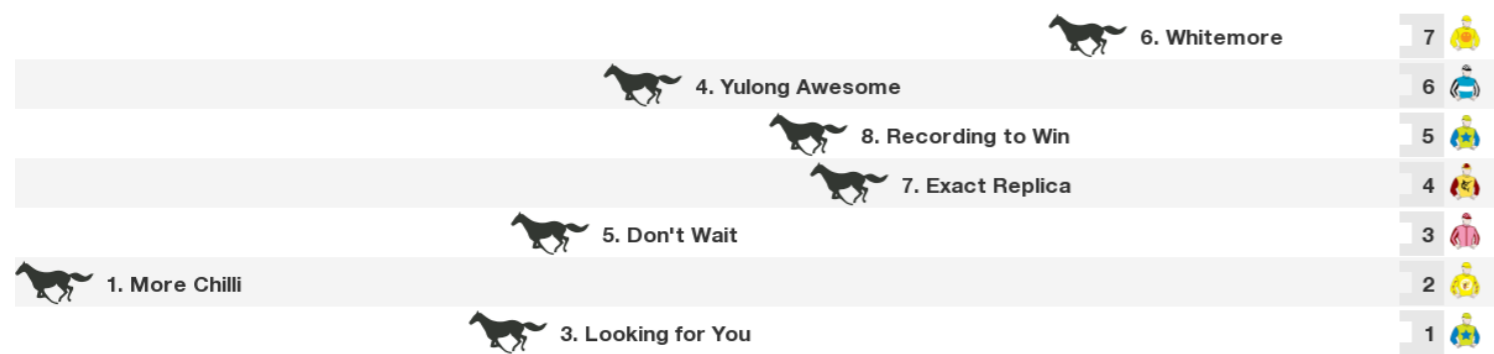 6. Whitemore 7
4. Yulong Awesome 6
8. Recording to Win 5
7. Exact Replica 4
5. Don't Wait 3
1. More Chilli 2
3. Looking for You 1